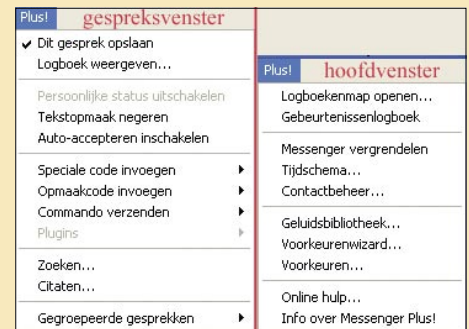 Plus! gespreksvenster
Dit gesprek opslaan
Logboek weergeven...
Persoonlijke status uitschakelen
Tekstopmaak negeren
Auto-accepteren inschakelen
Speciale code invoegen
Opmaakcode invoegen
Commando verzenden
Plugins
Zoeken...
Citaten...
Gegroepeerde gesprekken
Plus! hoofdvenster
Logboekenmap openen...
Gebeurtenissenlogboek
Messenger vergrendelen
Tijdschema...
Contactbeheer...
Geluidsbibliotheek...
Voorkeurenwizard...
Voorkeuren...
Online hulp...
Info over Messenger Plus!